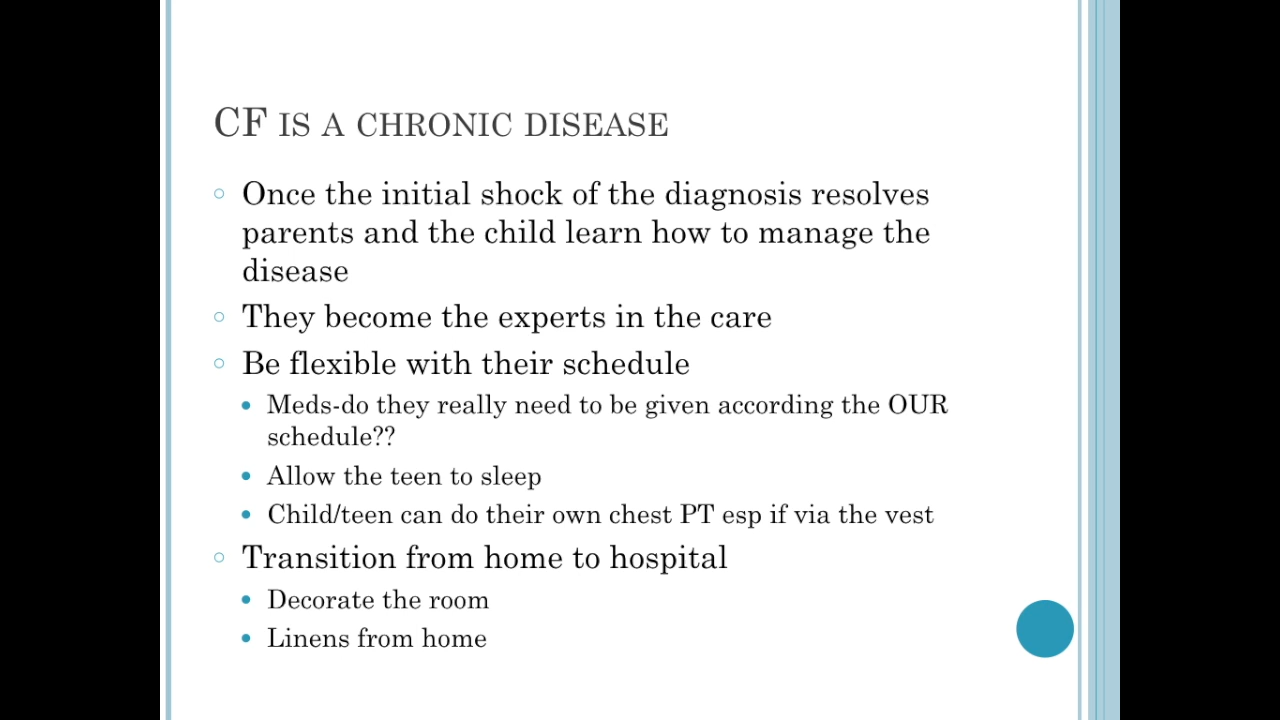 CF IS A CHRONIC DISEASE
Once the initial shock of the diagnosis resolves
parents and the child learn how to manage the
disease
They become the experts in the care
Be flexible with their schedule
Meds-do they really need to be given according the OUR
schedule??
Allow the teen to sleep
Child/teen can do their own chest PT esp if via the vest
Transition from home to hospital
Decorate the room
Linens from home